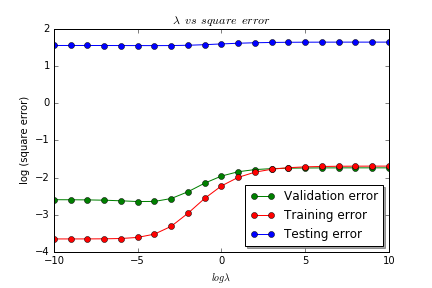 λ vs square error
2
1
0
−1
−2
−3
−4
log (square error)
Validation error
Training error
Testing error
−10 −5 0 5 10
logλ